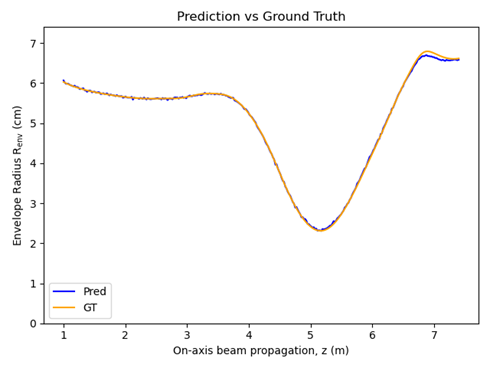 Prediction vs Ground Truth
Envelope Radius R_env (cm)
7
6
5
4
3
2
1
0
Pred
GT
1 2 3 4 5 6 7
On-axis beam propagation, z (m)